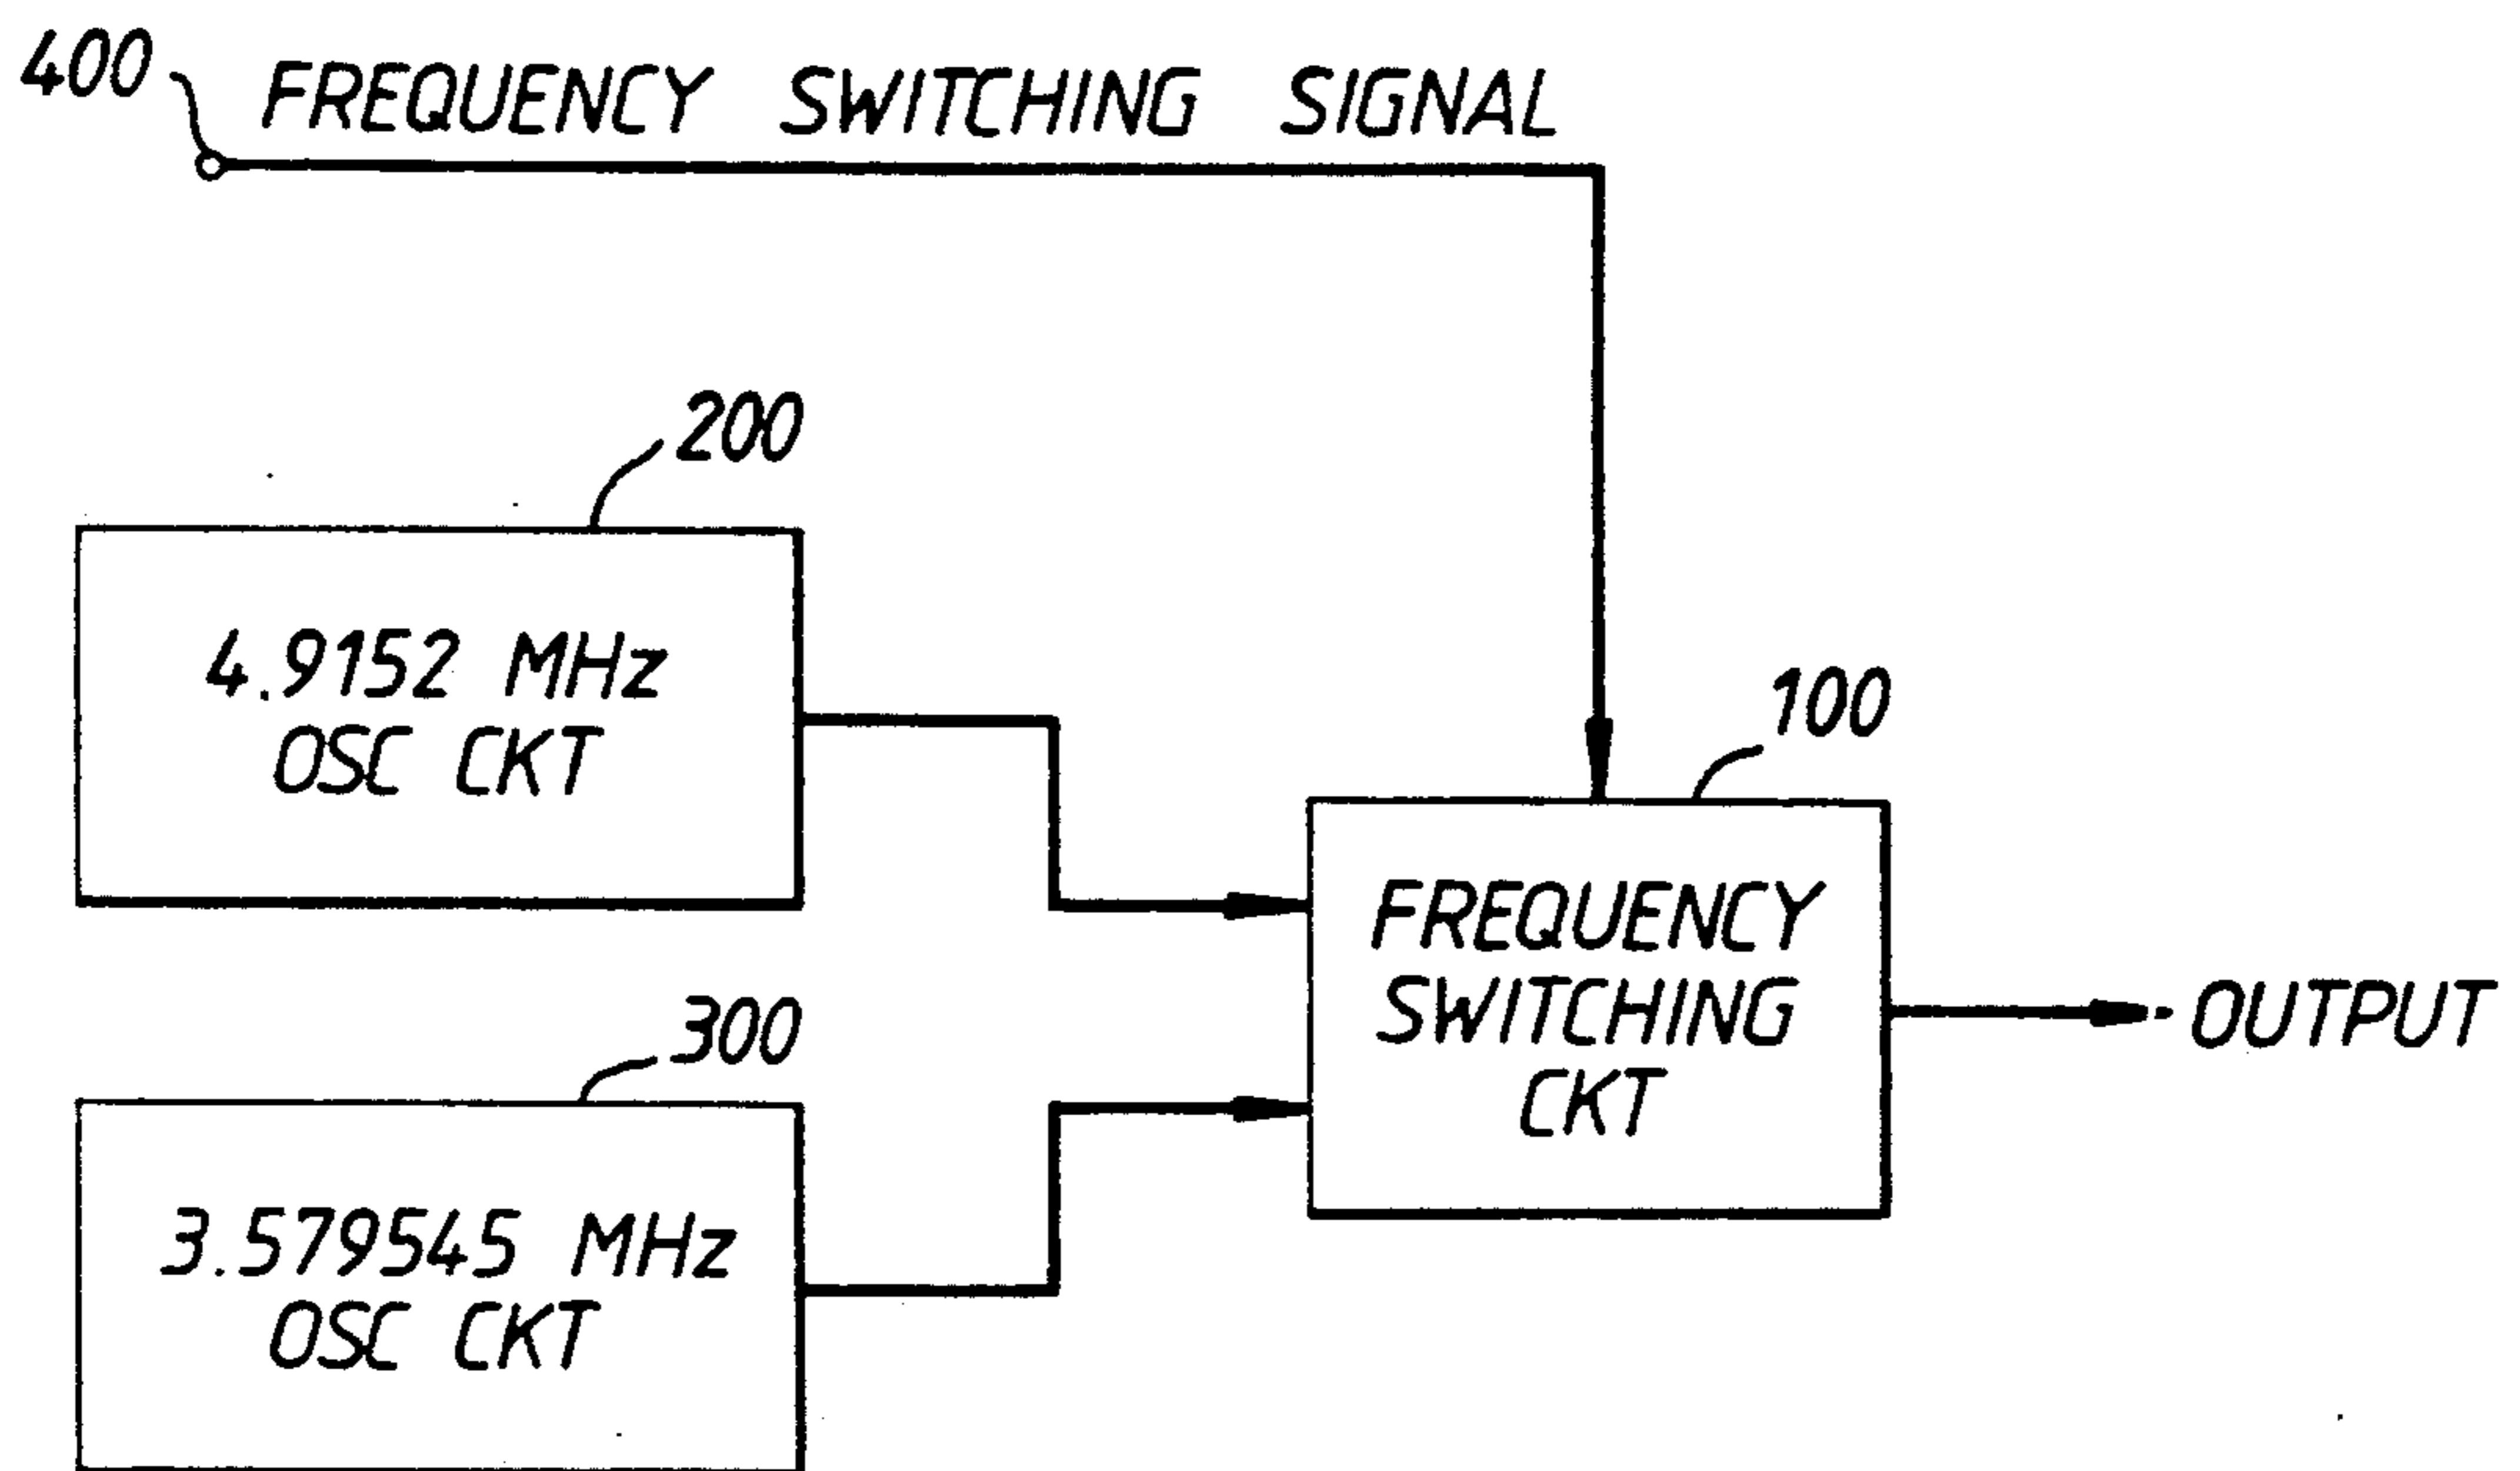 400
FREQUENCY SWITCHING SIGNAL
200
4.9152 MHz
OSC CKT
100
FREQUENCY
SWITCHING
CKT
OUTPUT
300
3.579545 MHz
OSC CKT